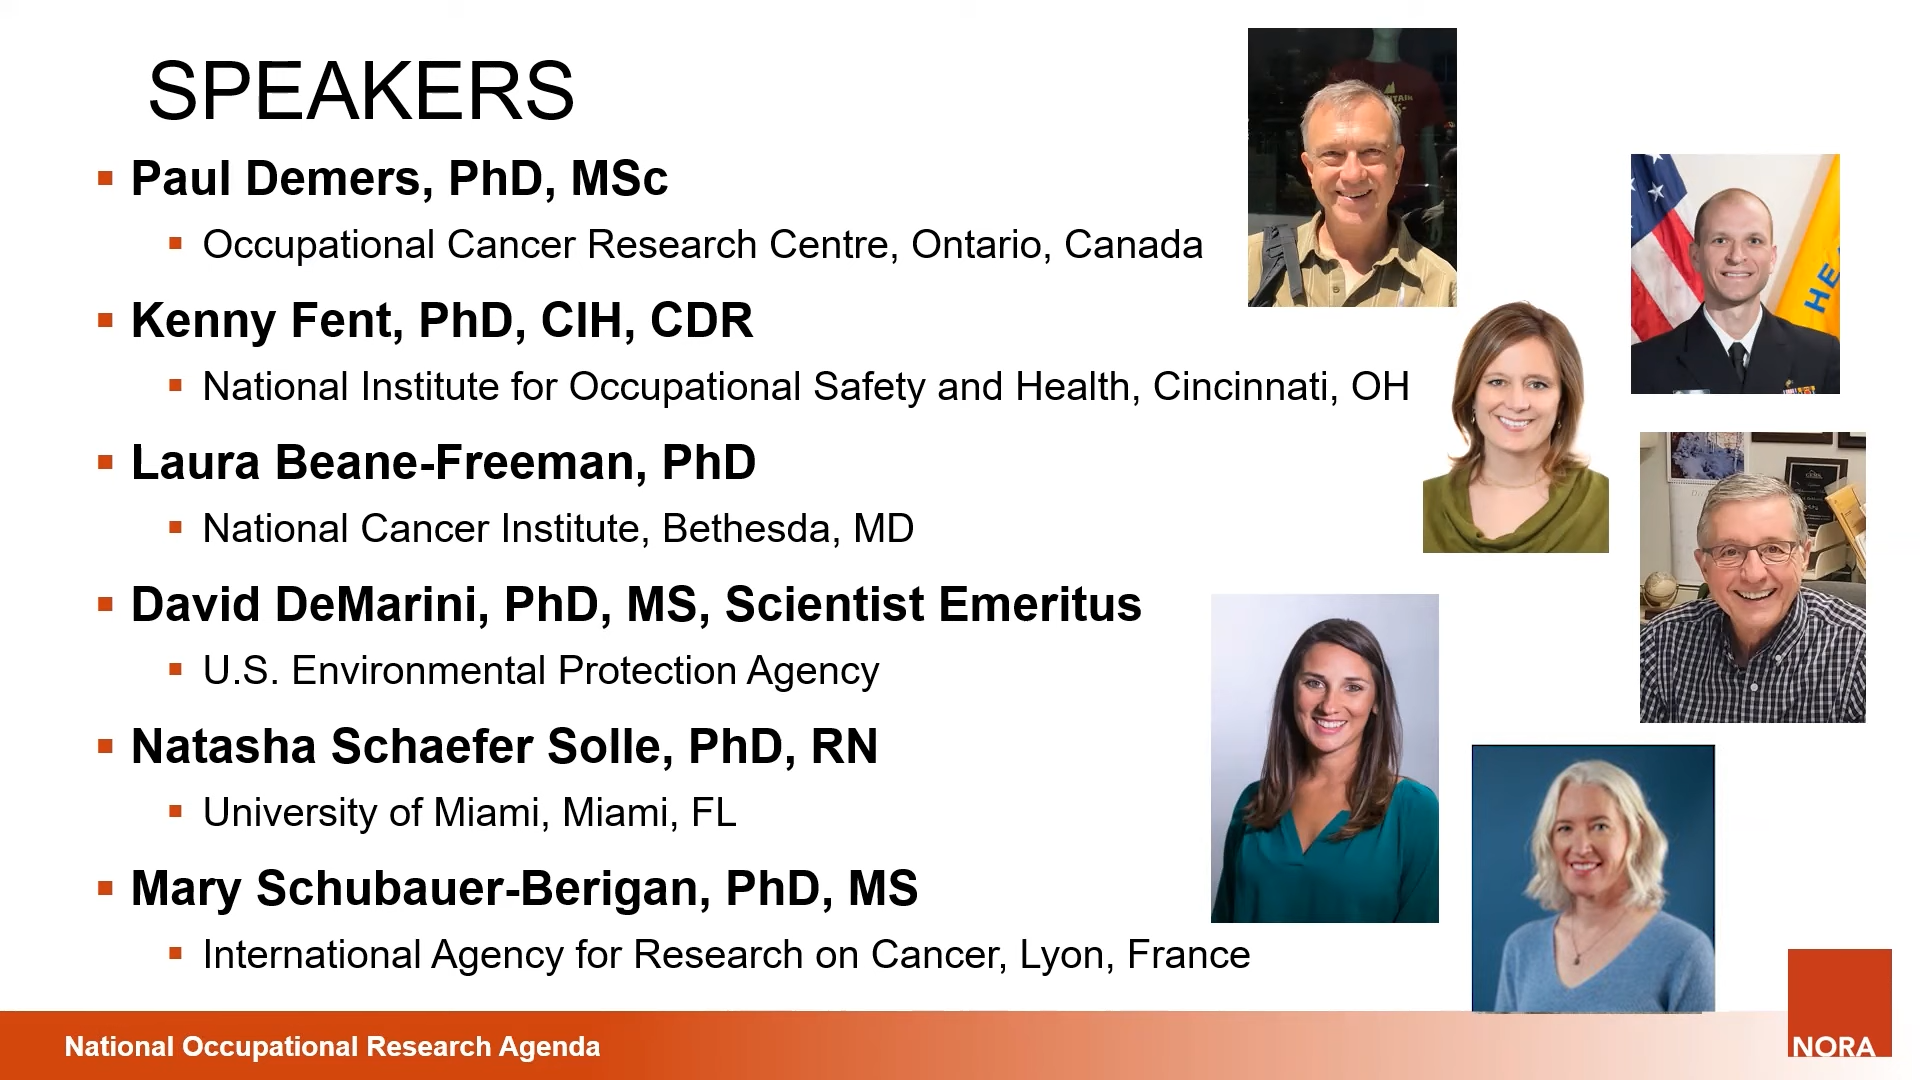 SPEAKERS
Paul Demers, PhD, MSc
Occupational Cancer Research Centre, Ontario, Canada
Kenny Fent, PhD, CIH, CDR
National Institute for Occupational Safety and Health, Cincinnati, OH
Laura Beane-Freeman, PhD
National Cancer Institute, Bethesda, MD
David DeMarini, PhD, MS, Scientist Emeritus
U.S. Environmental Protection Agency
Natasha Schaefer Solle, PhD, RN
University of Miami, Miami, FL
Mary Schubauer-Berigan, PhD, MS
International Agency for Research on Cancer, Lyon, France
HE
National Occupational Research Agenda
NORA